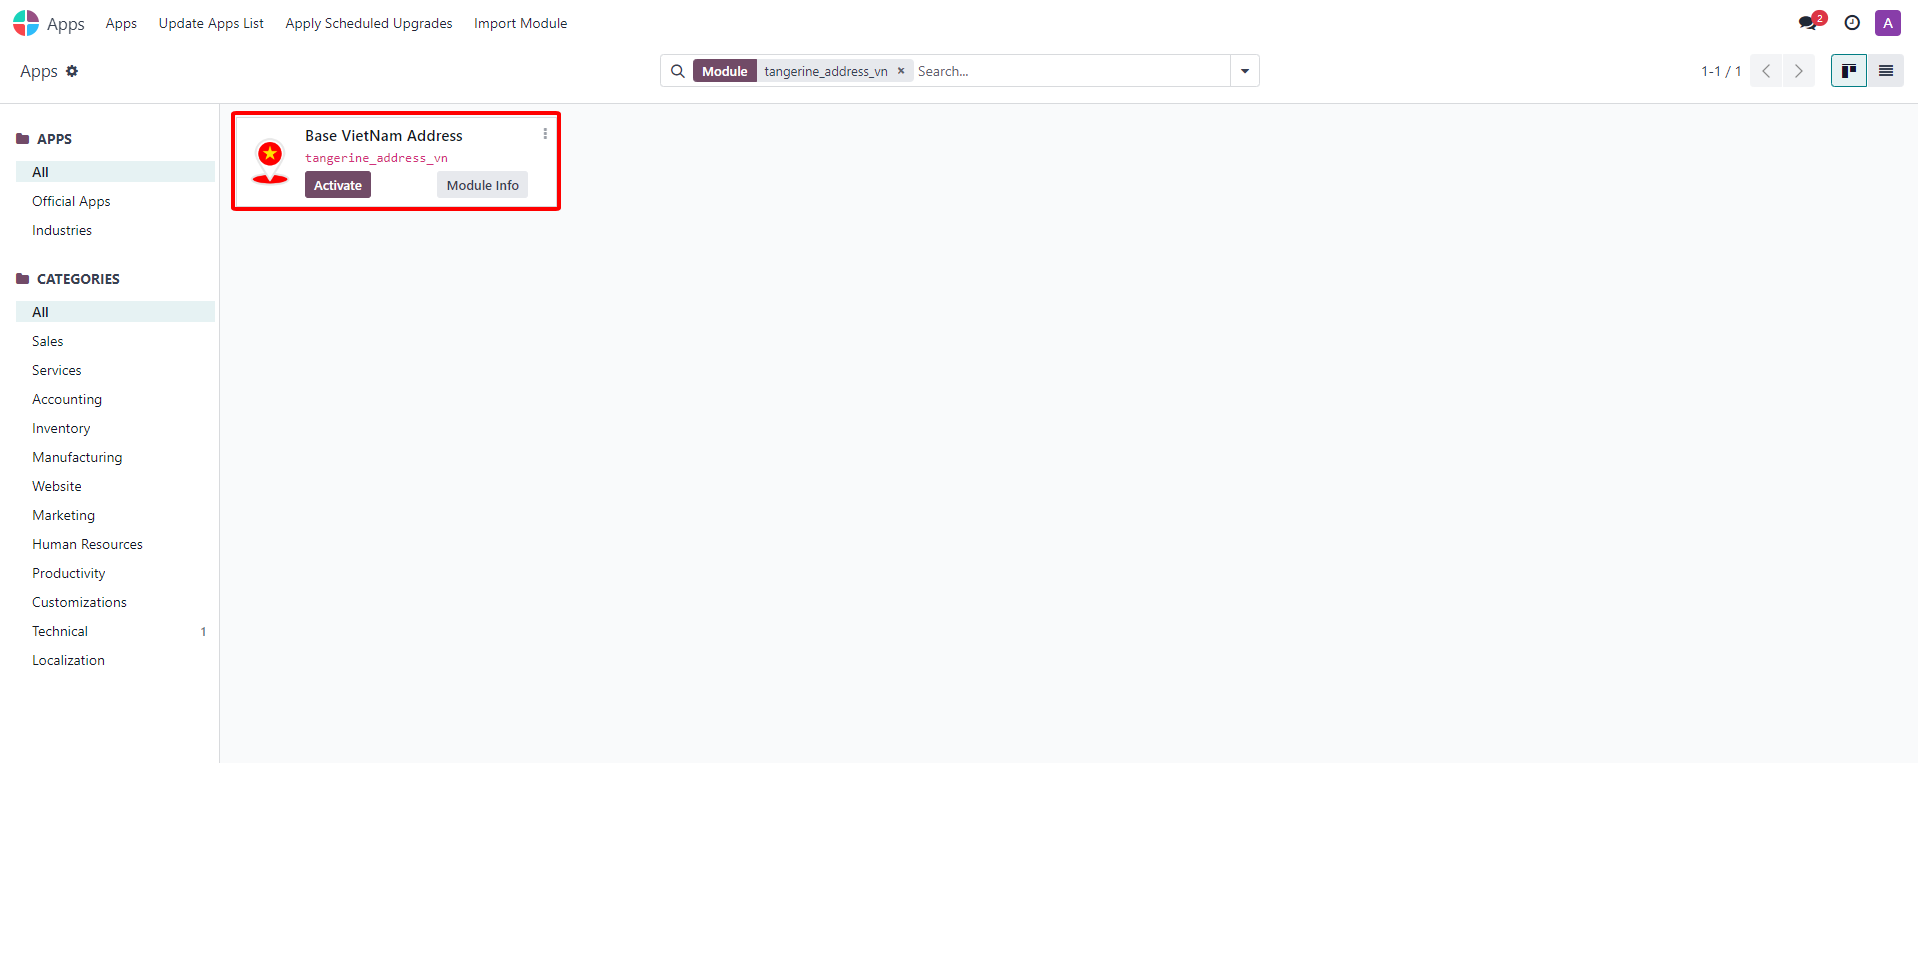 Apps Apps Update Apps List Apply Scheduled Upgrades Import Module 2 A
Apps Module tangerine_address_vn × Search... 1-1 / 1
APPS
All
Official Apps
Industries
CATEGORIES
All
Sales
Services
Accounting
Inventory
Manufacturing
Website
Marketing
Human Resources
Productivity
Customizations
Technical 1
Localization
Base VietNam Address
tangerine_address_vn
Activate Module Info